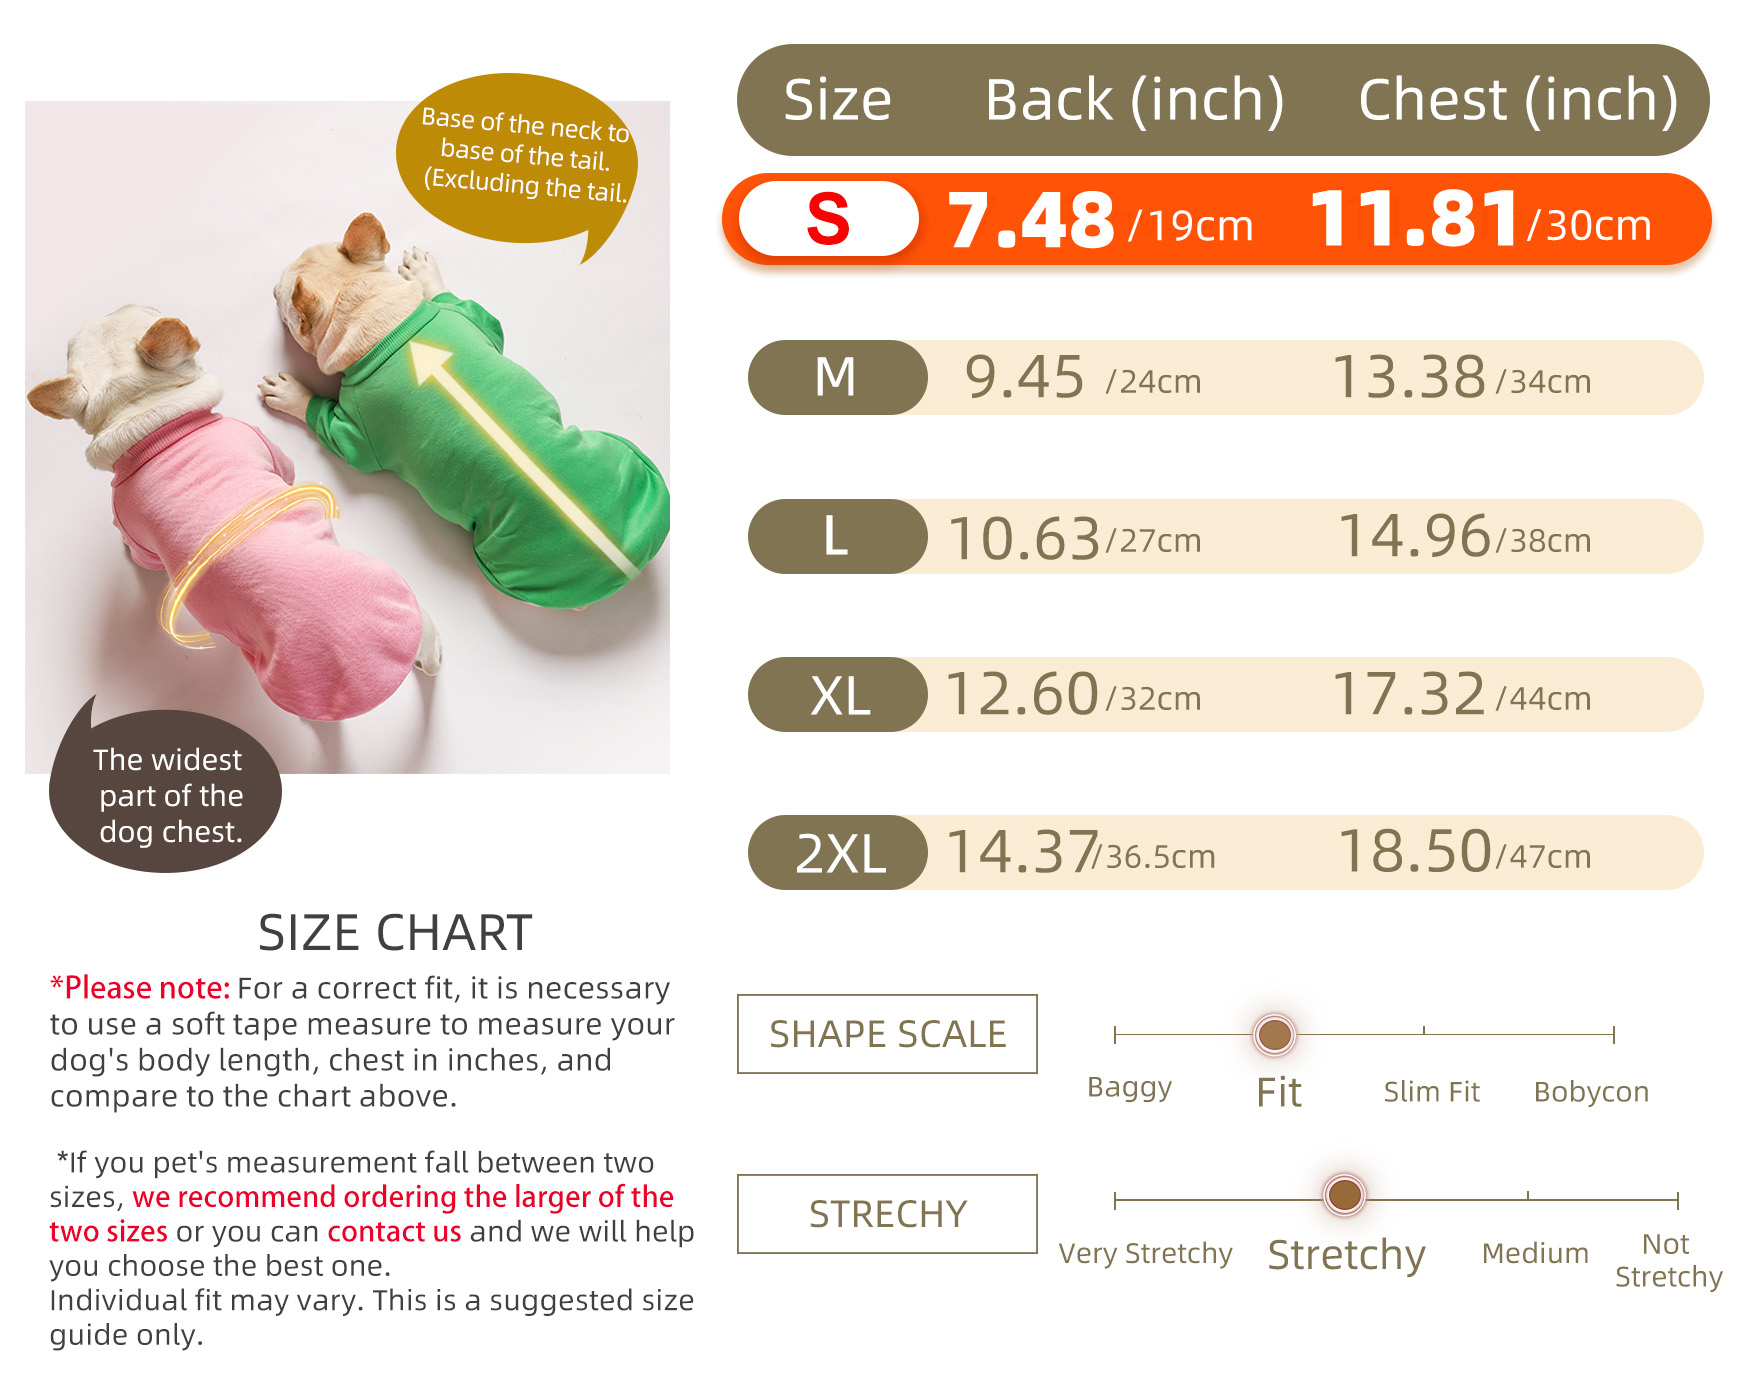 Base of the neck to
base of the tail.
(Excluding the tail.
The widest
part of the
dog chest.
Size Back (inch) Chest (inch)
S 7.48 /19cm 11.81 /30cm
M 9.45 /24cm 13.38 /34cm
L 10.63 /27cm 14.96 /38cm
XL 12.60 /32cm 17.32 /44cm
2XL 14.37 /36.5cm 18.50 /47cm
SIZE CHART
*Please note: For a correct fit, it is necessary
to use a soft tape measure to measure your
dog's body length, chest in inches, and
compare to the chart above.
*If you pet's measurement fall between two
sizes, we recommend ordering the larger of the
two sizes or you can contact us and we will help
you choose the best one.
Individual fit may vary. This is a suggested size
guide only.
SHAPE SCALE
Baggy Fit Slim Fit Bobycon
STRECHY
Very Stretchy Stretchy Medium Not
Stretchy